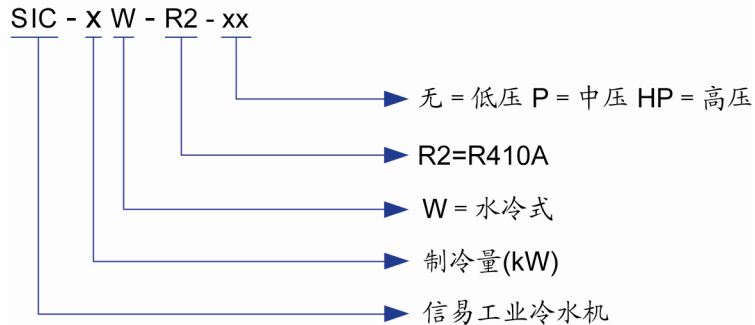 SIC - x W - R2 - xx
无 = 低压 P = 中压 HP = 高压
R2=R410A
W = 水冷式
制冷量(kW)
信易工业冷水机